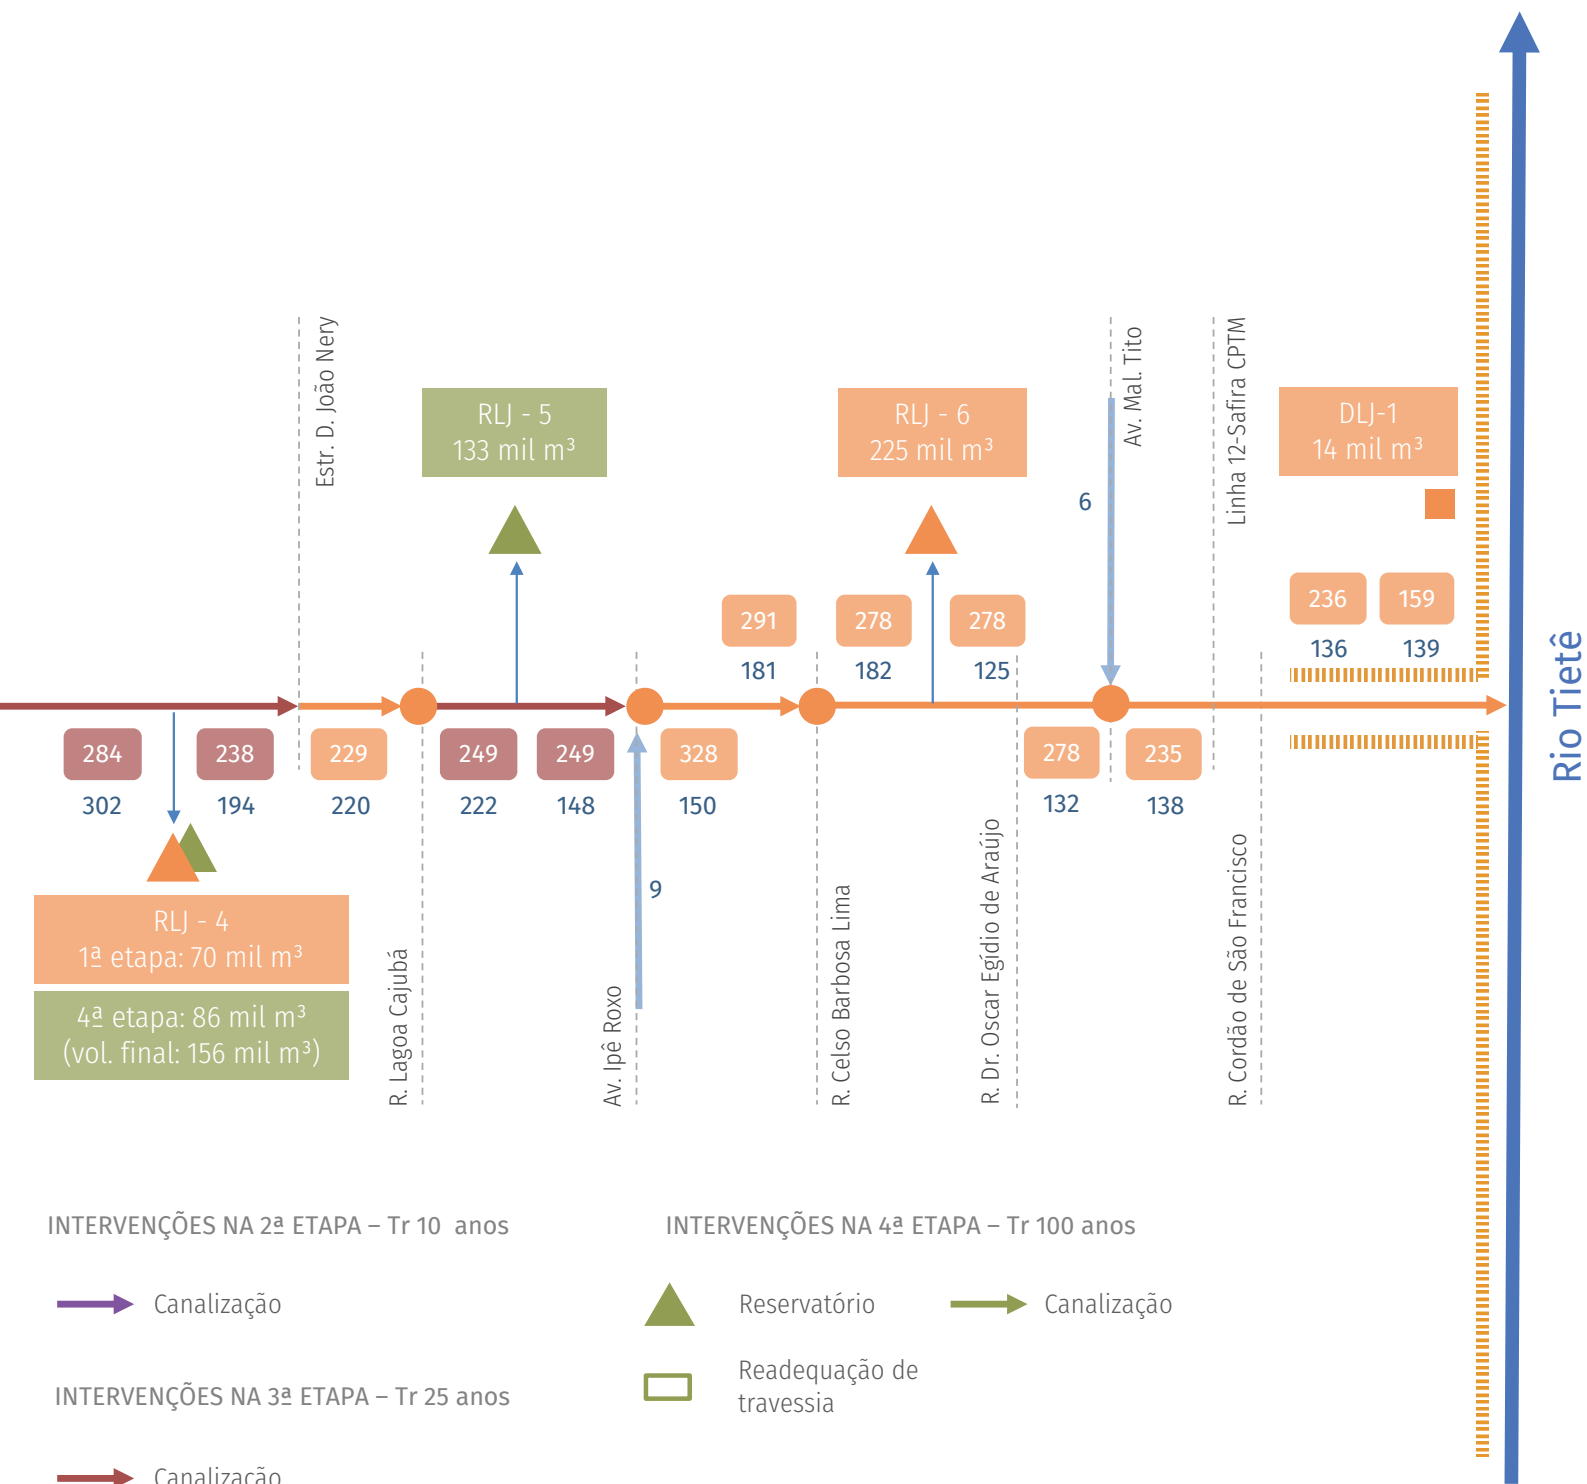 Estr. D. João Nery
RLJ - 5
133 mil m³
RLJ - 6
225 mil m³
Av. Mal. Tito
6
Linha 12-Safira CPTM
DLJ-1
14 mil m³
Rio Tietê
291
181
278
182
278
125
236
136
159
139
284
302
238
194
229
220
249
222
249
148
328
150
278
132
235
138
9
RLJ - 4
1ª etapa: 70 mil m³
4ª etapa: 86 mil m³
(vol. final: 156 mil m³)
R. Lagoa Cajubá
Av. Ipê Roxo
R. Celso Barbosa Lima
R. Dr. Oscar Egídio de Araújo
R. Cordão de São Francisco
INTERVENÇÕES NA 2ª ETAPA – Tr 10 anos
Canalização
INTERVENÇÕES NA 3ª ETAPA – Tr 25 anos
Canalização
INTERVENÇÕES NA 4ª ETAPA – Tr 100 anos
Reservatório
Canalização
Readequação de
travessia